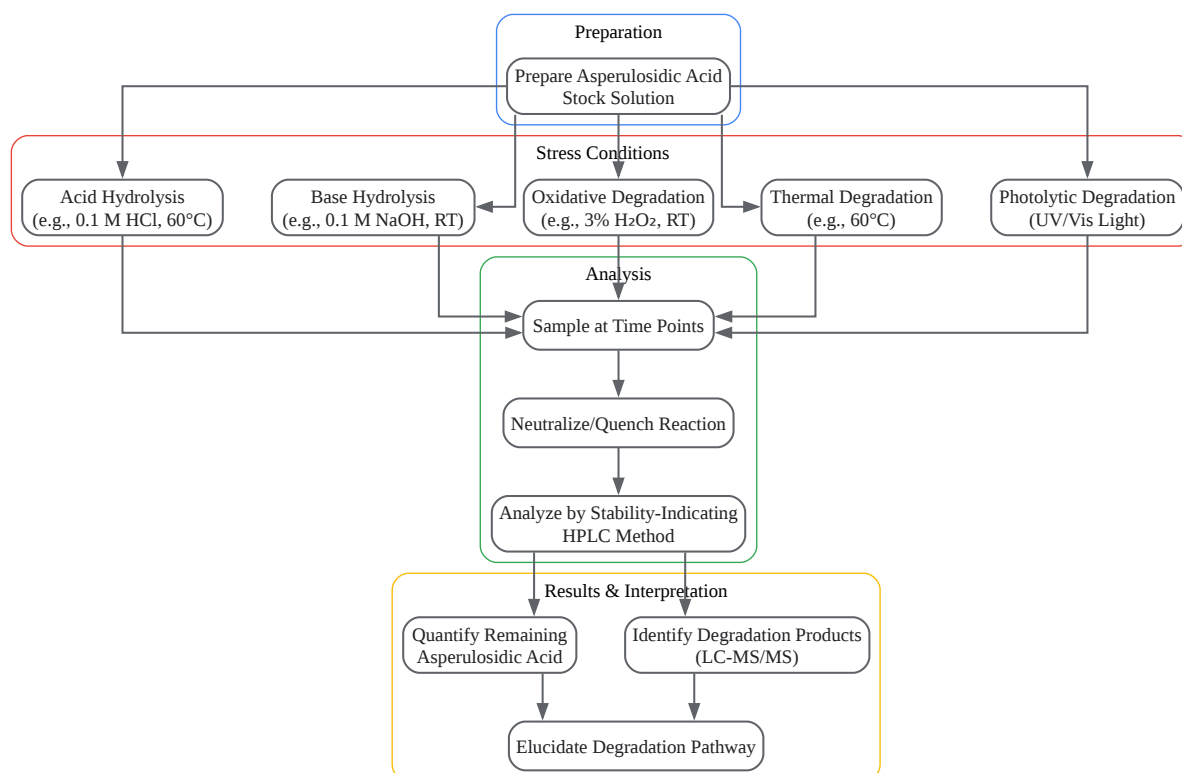 Preparation
Prepare Asperulosidic Acid
Stock Solution
Stress Conditions
Acid Hydrolysis
(e.g., 0.1 M HCl, 60°C)
Base Hydrolysis
(e.g., 0.1 M NaOH, RT)
Oxidative Degradation
(e.g., 3% H₂O₂, RT)
Thermal Degradation
(e.g., 60°C)
Photolytic Degradation
(UV/Vis Light)
Analysis
Sample at Time Points
Neutralize/Quench Reaction
Analyze by Stability-Indicating
HPLC Method
Results & Interpretation
Quantify Remaining
Asperulosidic Acid
Identify Degradation Products
(LC-MS/MS)
Elucidate Degradation Pathway